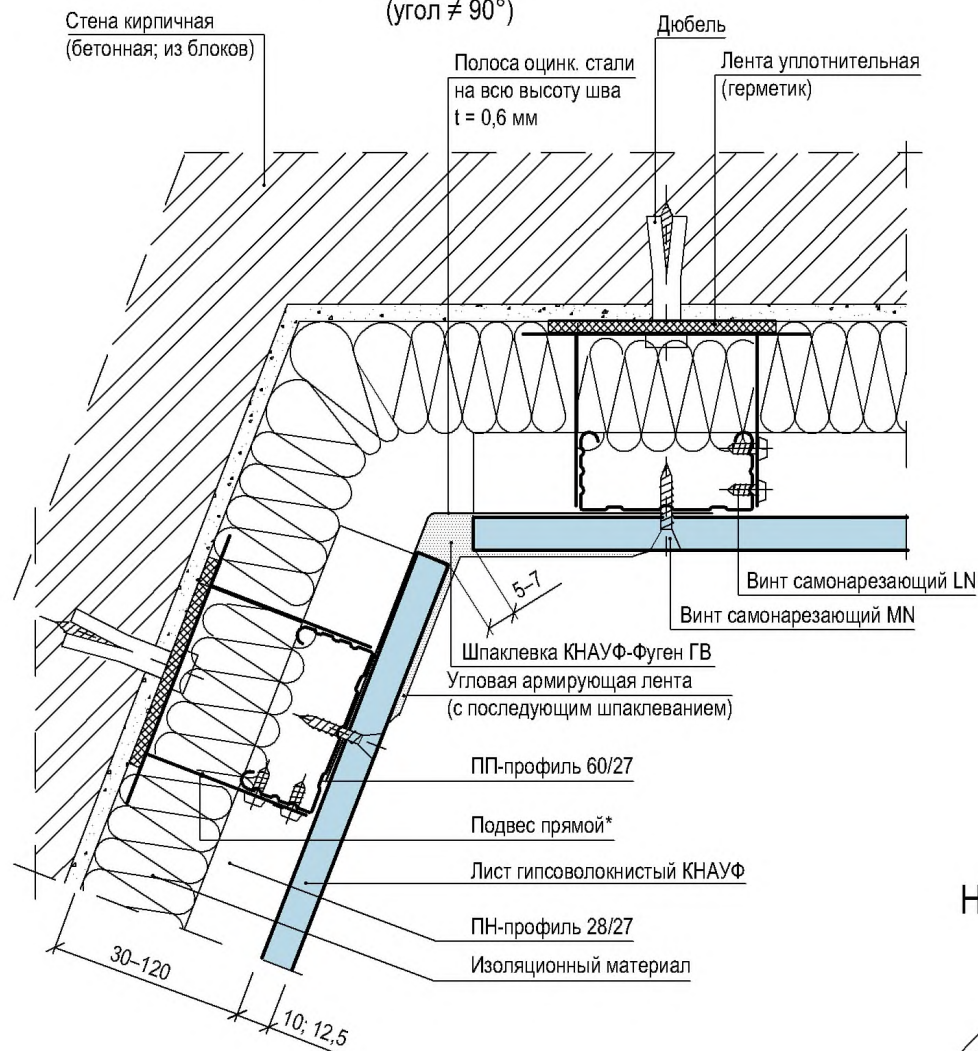 (угол ≠ 90°)
Стена кирпичная
(бетонная; из блоков)
Дюбель
Полоса оцинк. стали
на всю высоту шва
t = 0,6 мм
Лента уплотнительная
(герметик)
5–7
Винт самонарезающий LN
Винт самонарезающий MN
Шпаклевка КНАУФ-Фуген ГВ
Угловая армирующая лента
(с последующим шпаклеванием)
ПП-профиль 60/27
Подвес прямой*
Лист гипсоволокнистый КНАУФ
ПН-профиль 28/27
Изоляционный материал
30–120
10; 12,5
Н